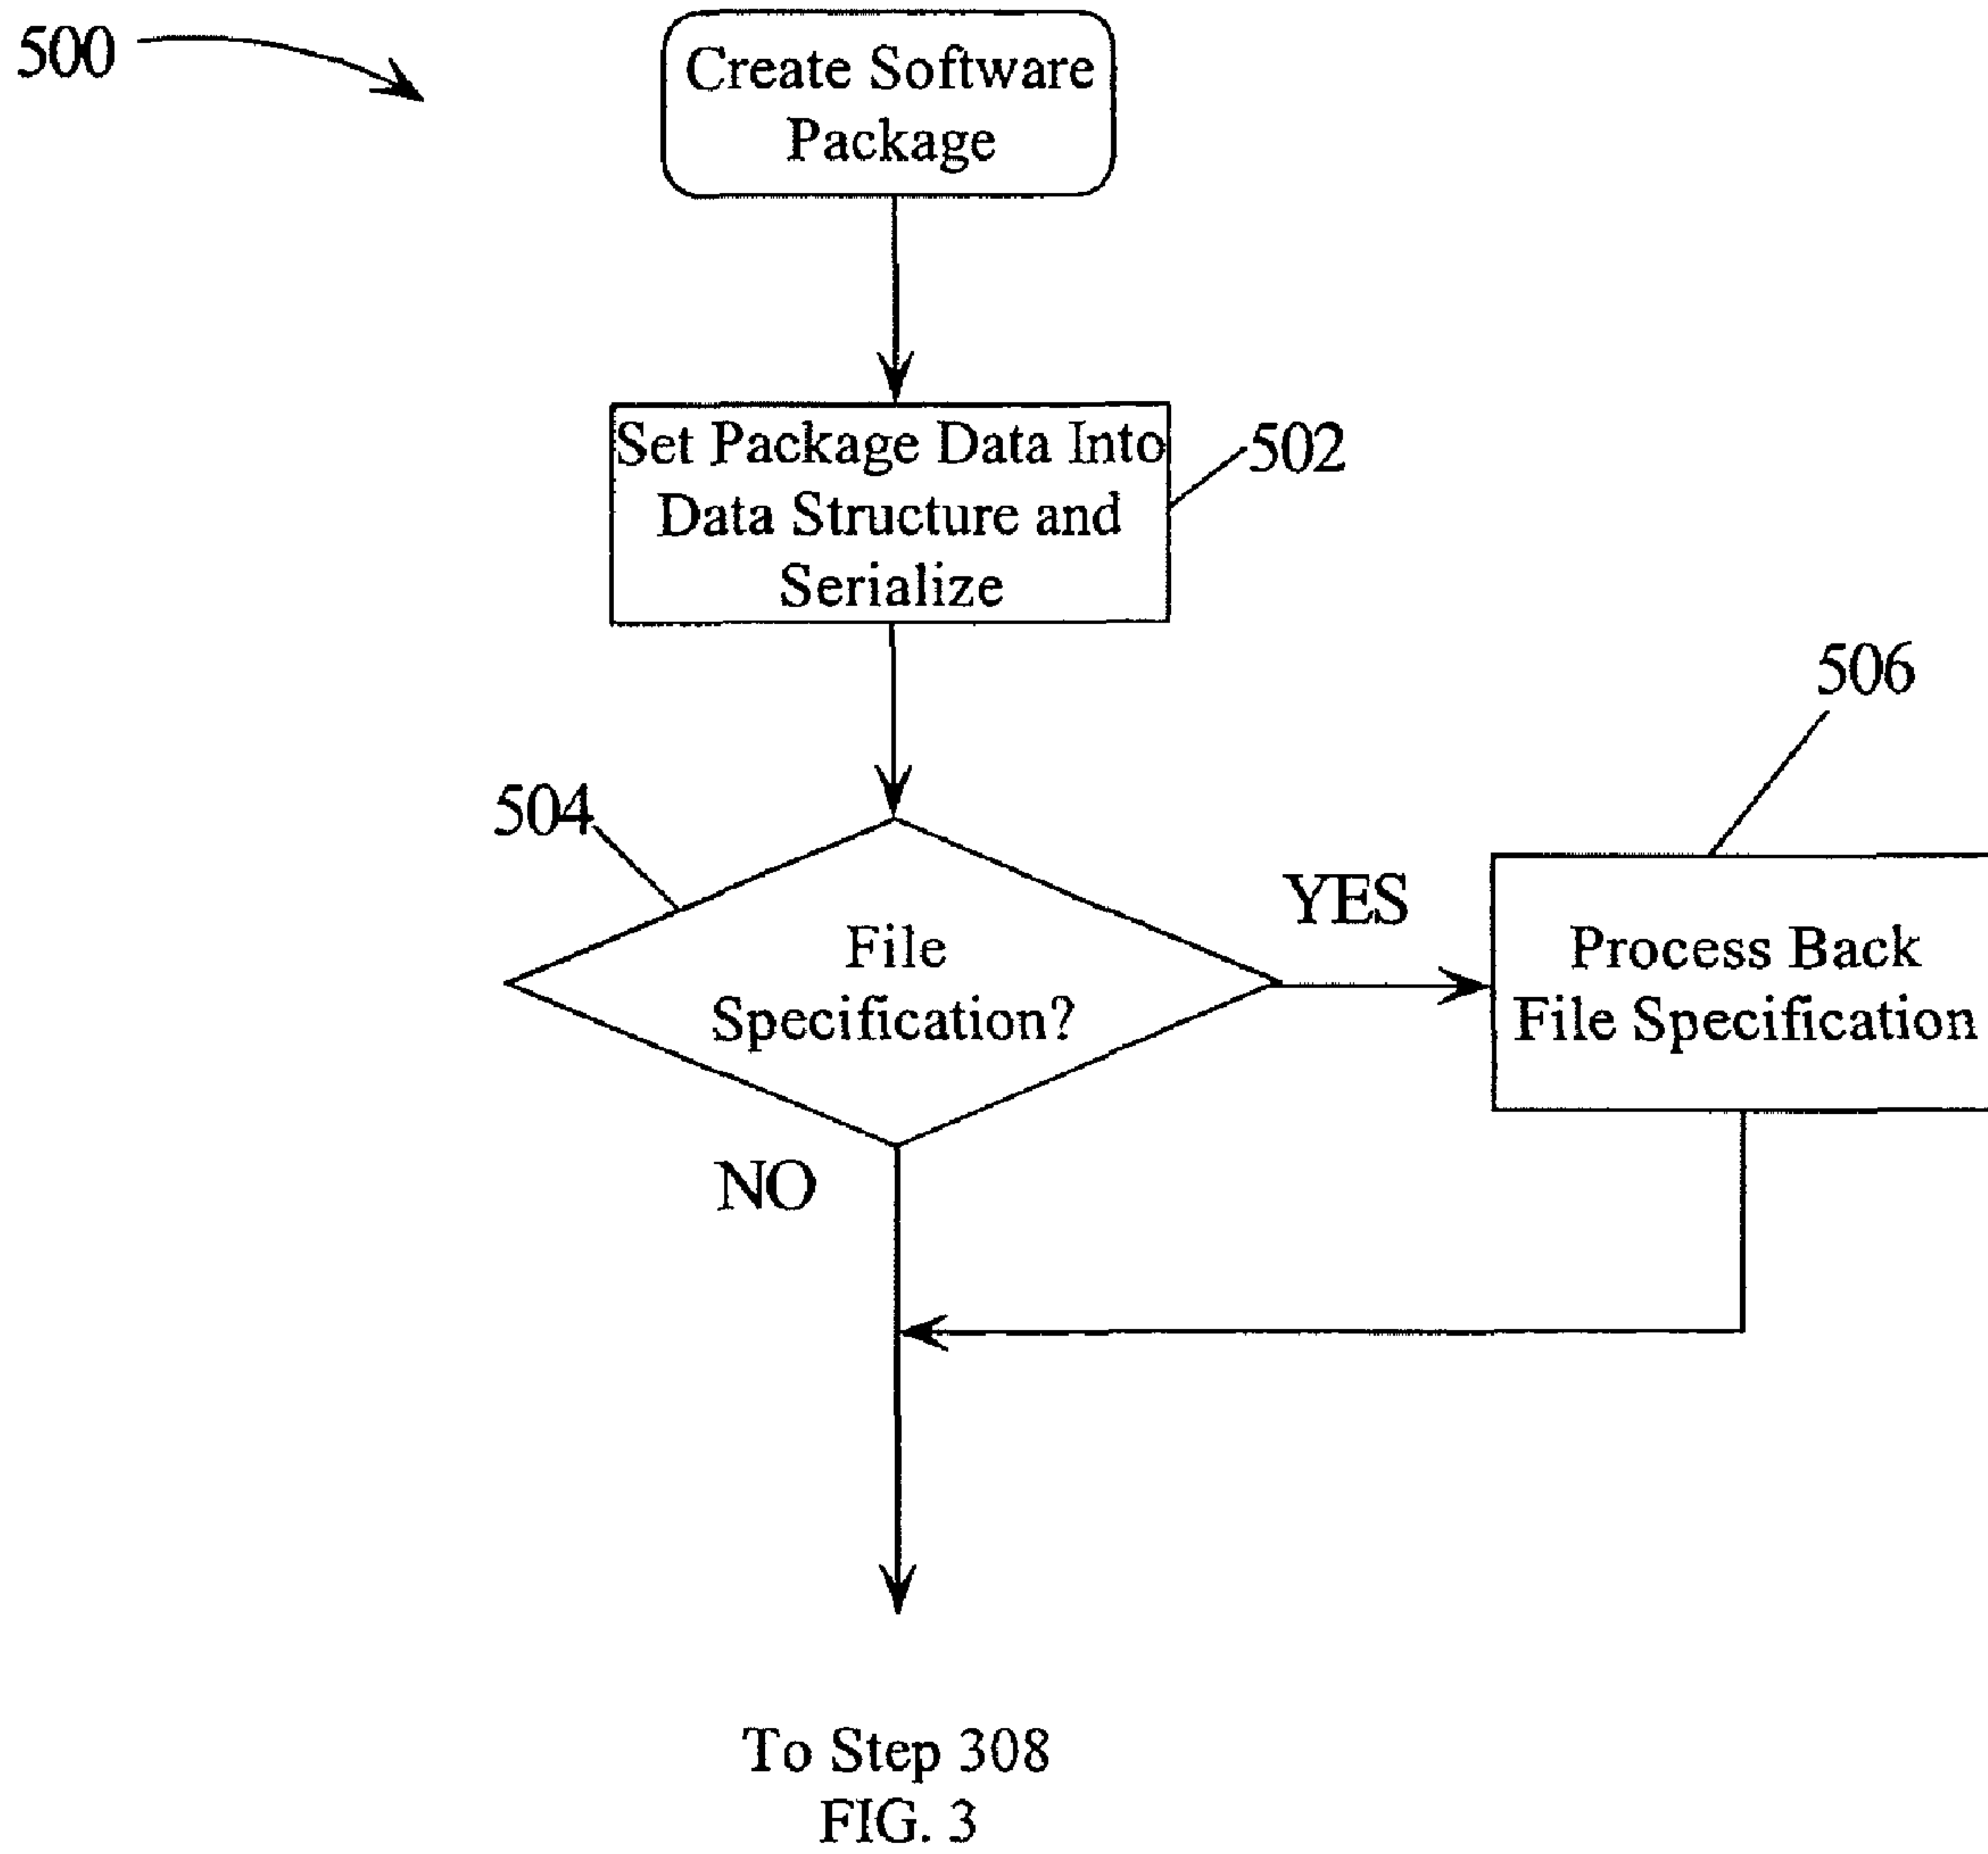 500
Create Software
Package
Set Package Data Into
Data Structure and
Serialize
502
506
504
File
Specification?
YES
Process Back
File Specification
NO
To Step 308
FIG. 3